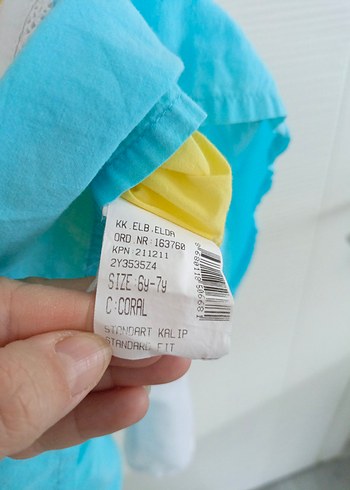 KK.ELB.ELDA
ORD.NR:163760
KPN:211211
2Y3535Z4
SIZE:6y-7y
C:CORAL
STANDART KALIP
STANDARD FIT